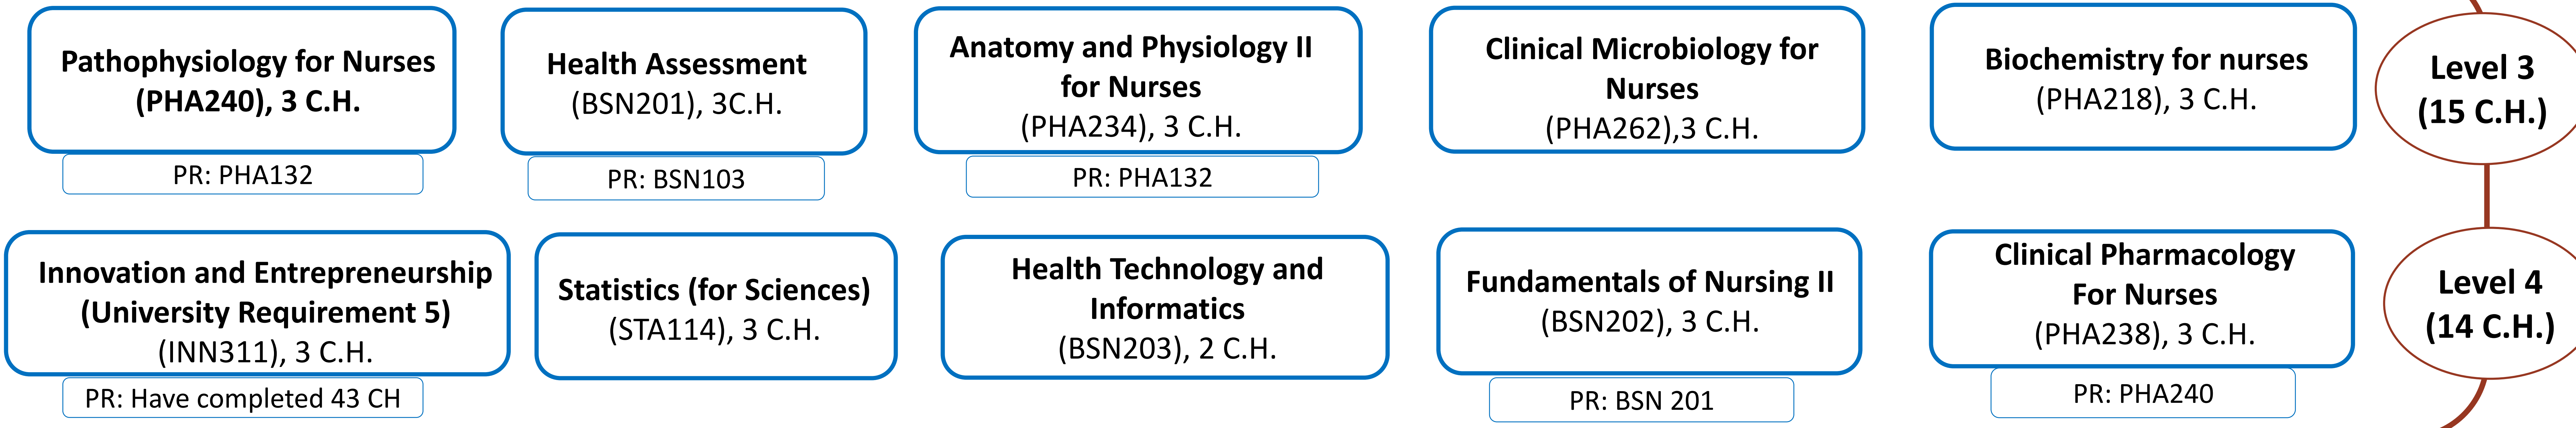 Pathophysiology for Nurses
(PHA240), 3 C.H.
PR: PHA132
Health Assessment
(BSN201), 3C.H.
PR: BSN103
Anatomy and Physiology II
for Nurses
(PHA234), 3 C.H.
PR: PHA132
Clinical Microbiology for
Nurses
(PHA262),3 C.H.
Biochemistry for nurses
(PHA218), 3 C.H.
Level 3
(15 C.H.)
Innovation and Entrepreneurship
(University Requirement 5)
(INN311), 3 C.H.
PR: Have completed 43 CH
Statistics (for Sciences)
(STA114), 3 C.H.
Health Technology and
Informatics
(BSN203), 2 C.H.
Fundamentals of Nursing II
(BSN202), 3 C.H.
PR: BSN 201
Clinical Pharmacology
For Nurses
(PHA238), 3 C.H.
PR: PHA240
Level 4
(14 C.H.)